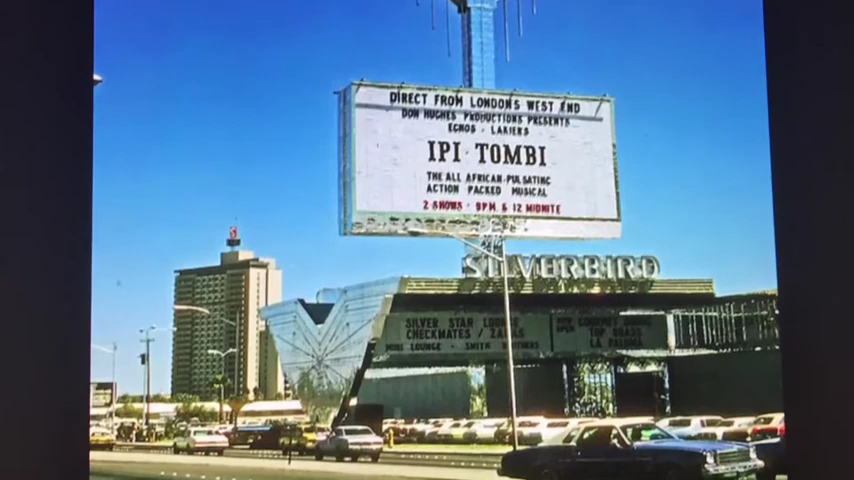 DIRECT FROM LONDON'S WEST END
DON HUGHES PRODUCTIONS PRESENTS
ECHOS - LAKIERS
IPI TOMBI
THE ALL AFRICAN PULSATING
ACTION PACKED MUSICAL
2 SHOWS - 9PM & 12 MIDNITE
SILVERBIRD
SILVER STAR
CHECKMATES /
LOUNGE - SMITH BROTHERS
OPEN
TOP BRASS
LA PALOMA